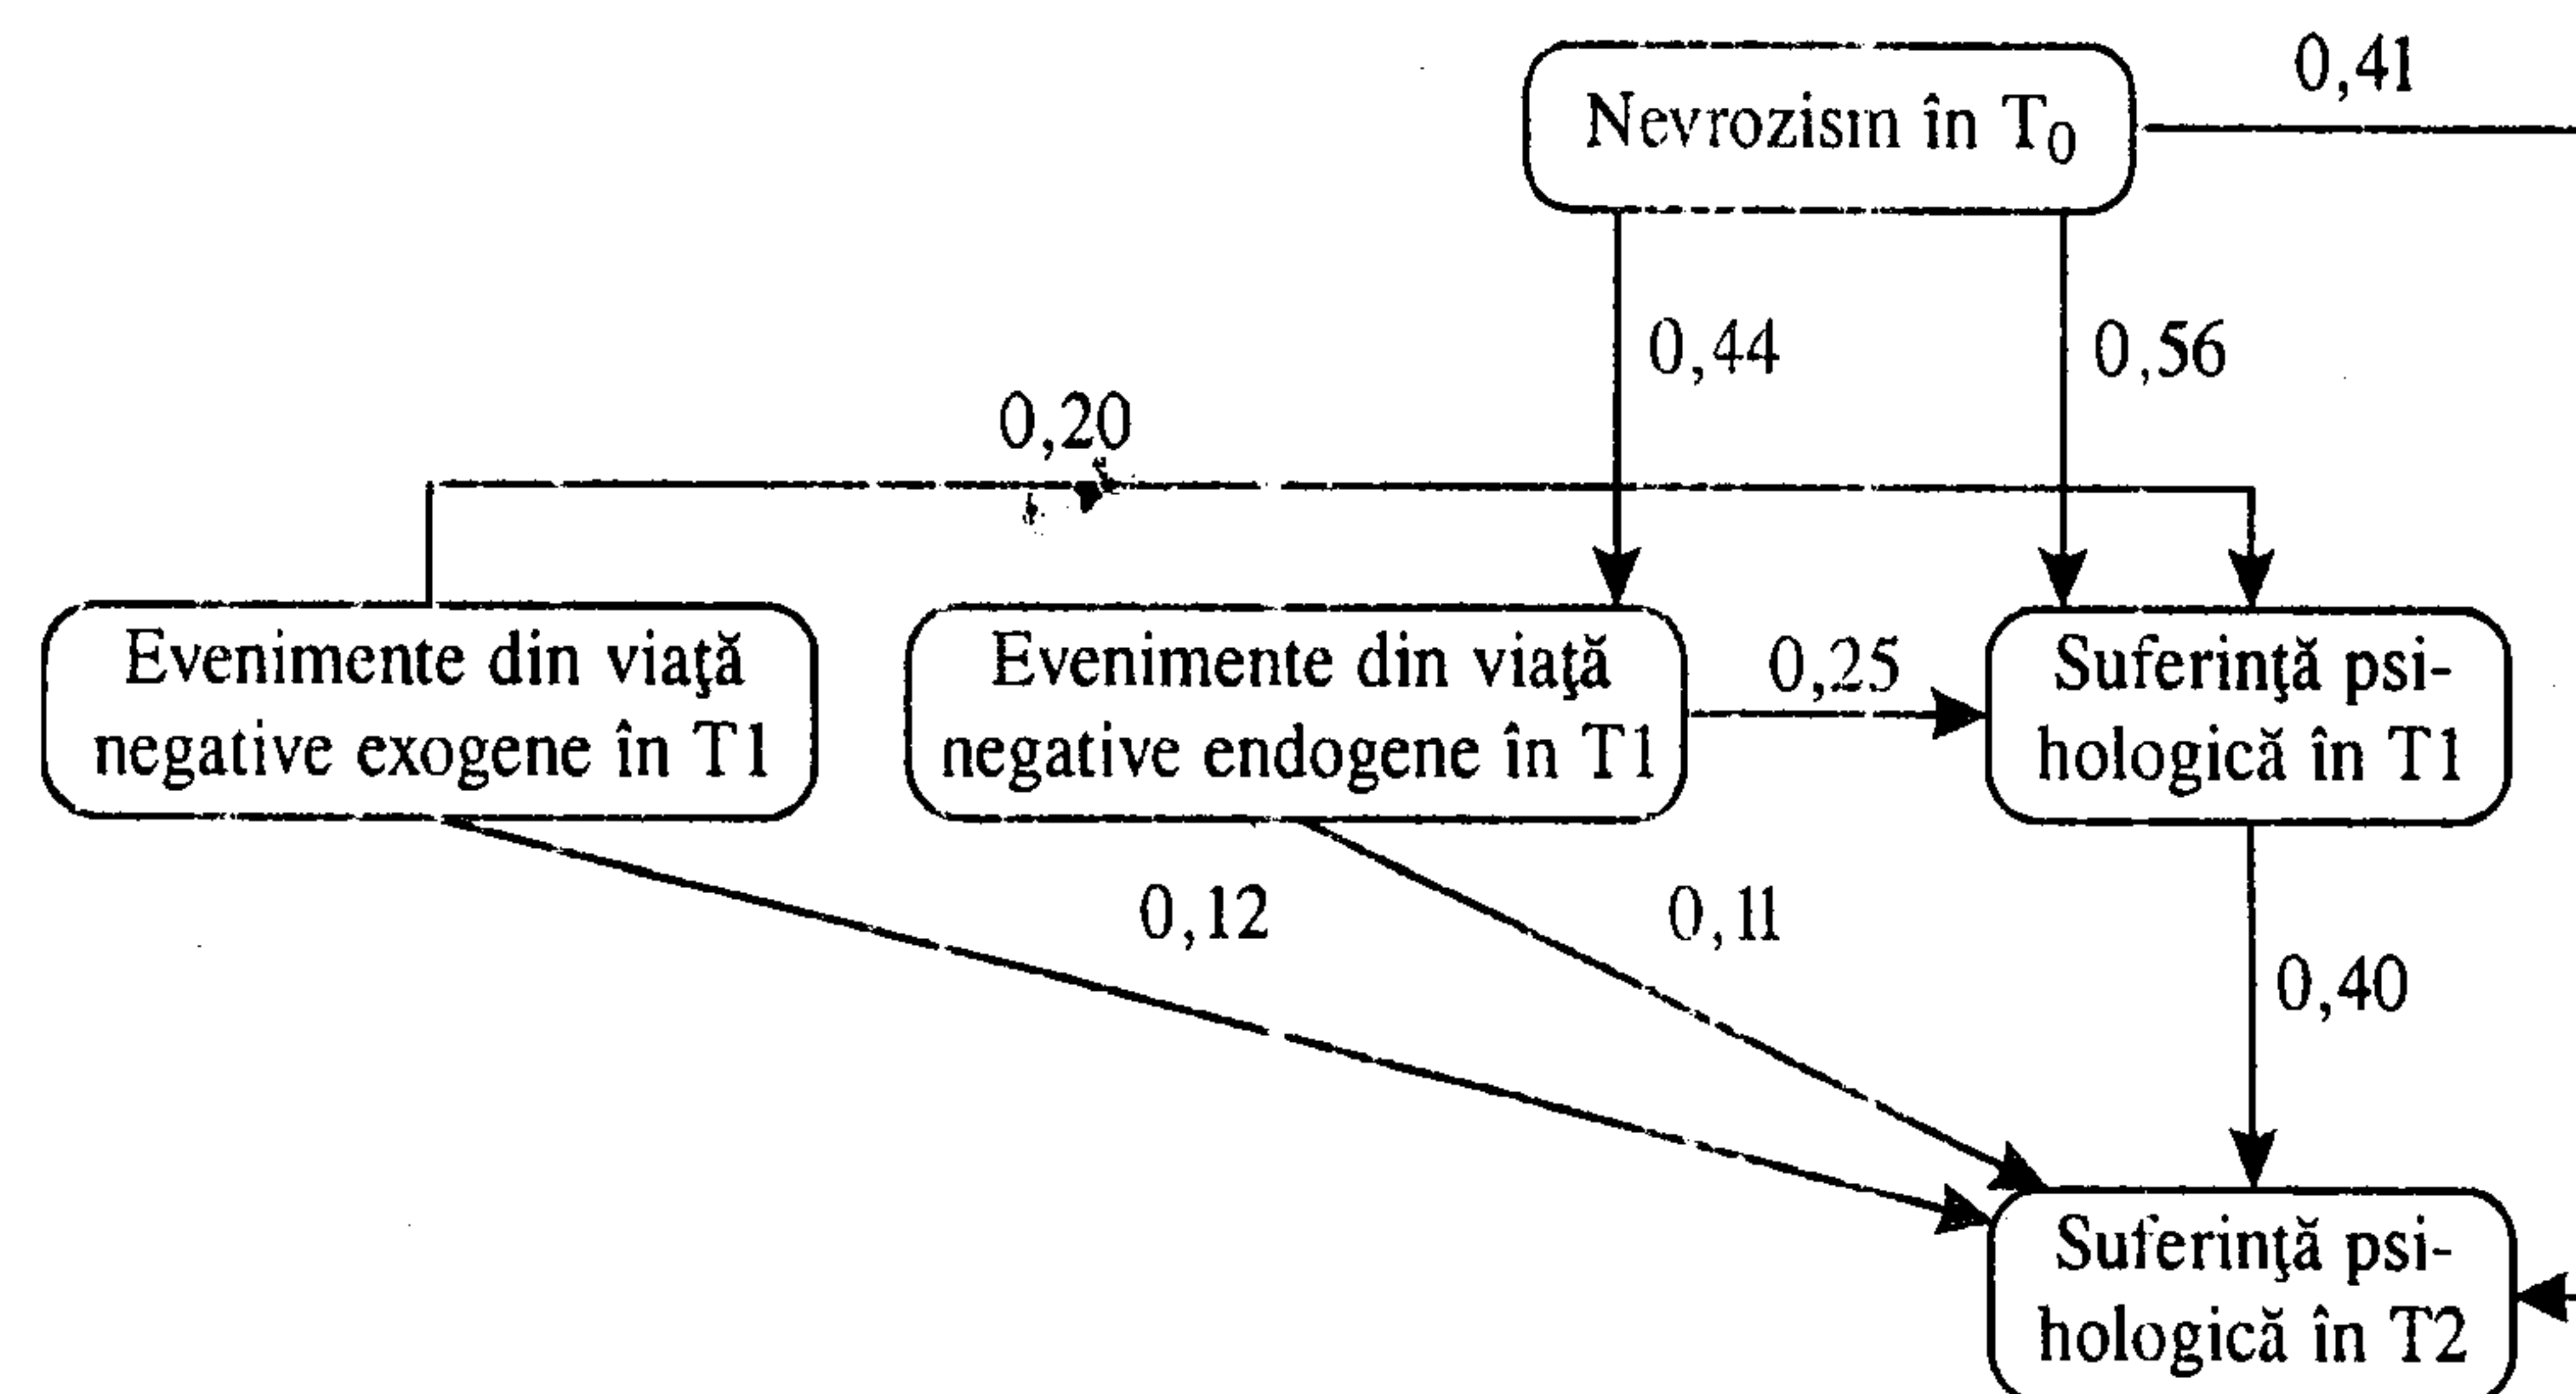 0,41
Nevrozism în T0
0,44
0,56
0,20
Evenimente din viaţă
negative exogene în T1
Evenimente din viaţă
negative endogene în T1
0,25
Suferinţă psi-
hologică în T1
0,12
0,11
0,40
Suferinţă psi-
hologică în T2